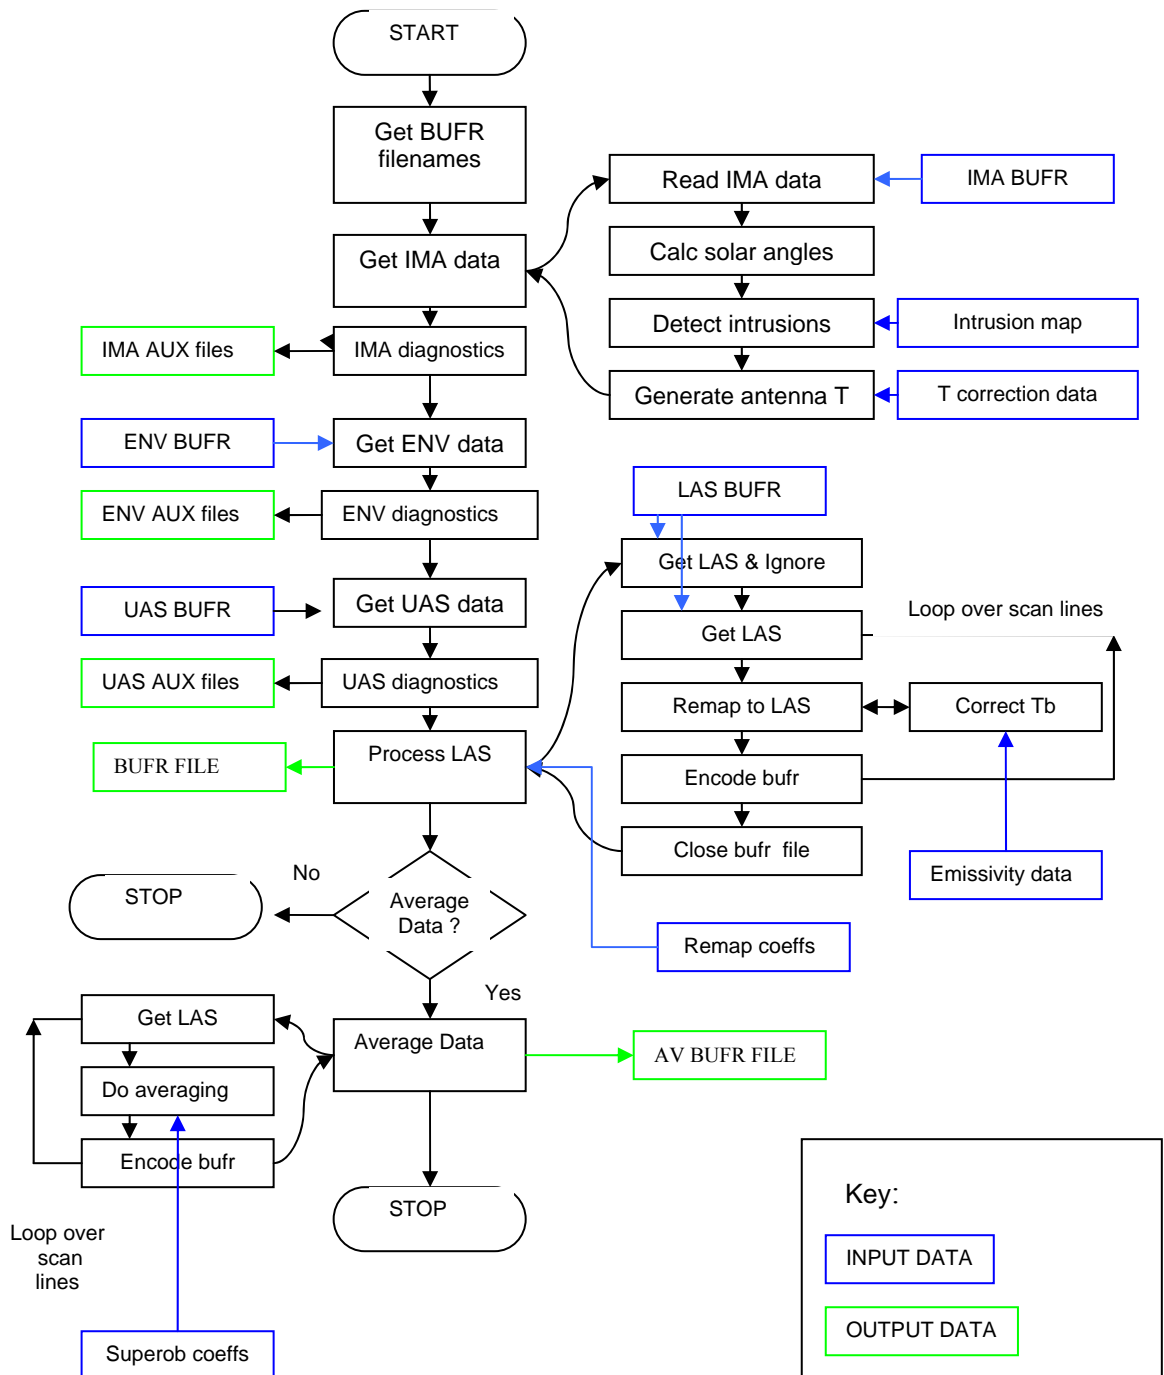 START
Get BUFR
filenames
Read IMA data
IMA BUFR
Get IMA data
Calc solar angles
Detect intrusions
Intrusion map
IMA AUX files
IMA diagnostics
Generate antenna T
T correction data
ENV BUFR
Get ENV data
LAS BUFR
ENV AUX files
ENV diagnostics
Get LAS & Ignore
UAS BUFR
Get UAS data
Get LAS
Loop over scan lines
UAS AUX files
UAS diagnostics
Remap to LAS
Correct Tb
BUFR FILE
Process LAS
Encode bufr
Close bufr file
Emissivity data
No
STOP
Average
Data ?
Remap coeffs
Yes
Get LAS
Average Data
AV BUFR FILE
Do averaging
Encode bufr
STOP
Loop over
scan
lines
Superob coeffs
Key:
INPUT DATA
OUTPUT DATA